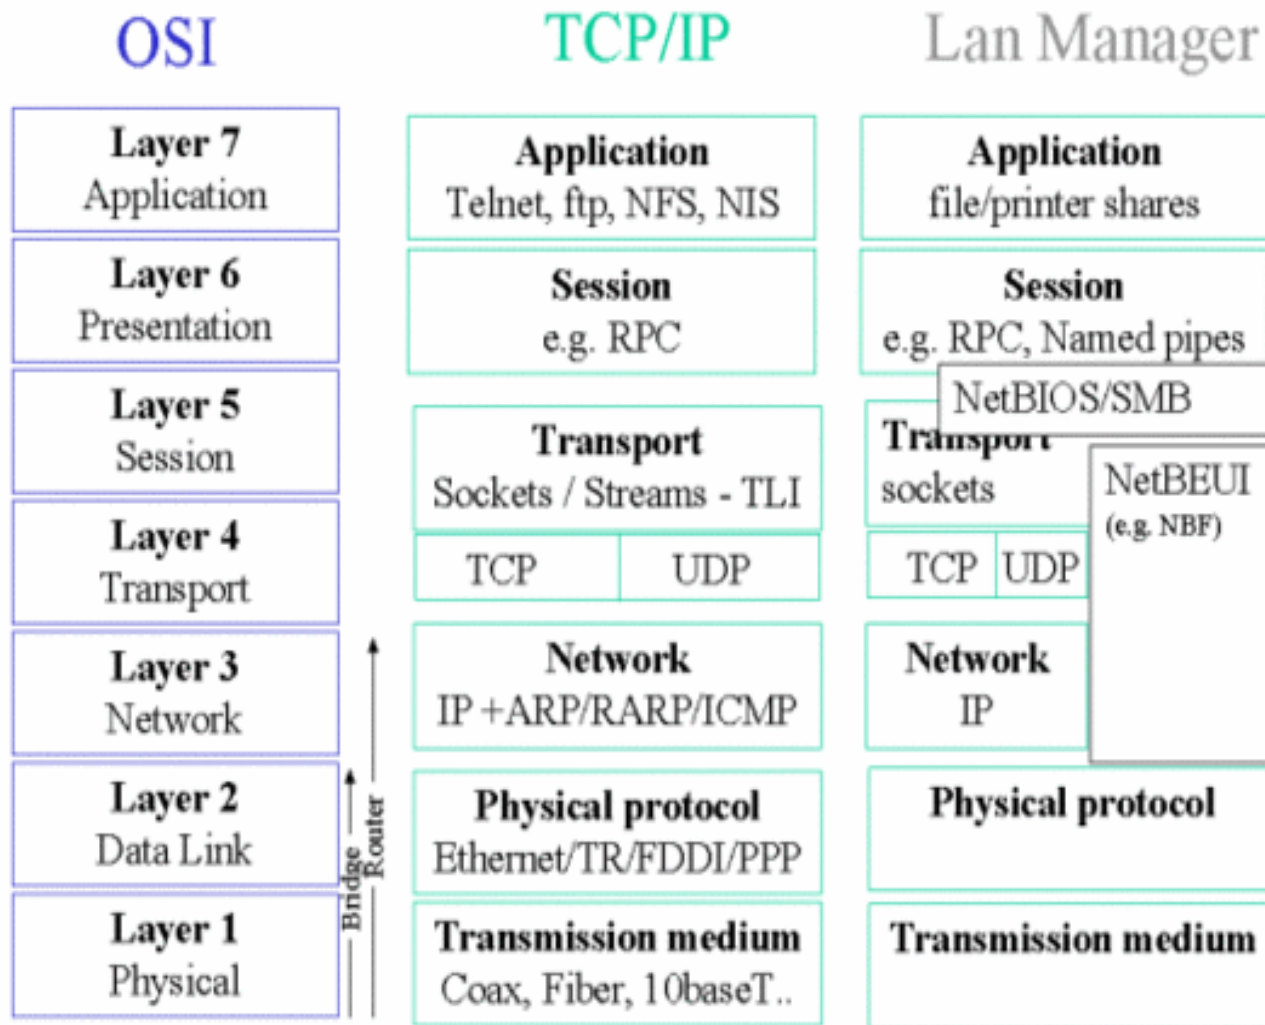 OSI
TCP/IP
Lan Manager
Layer 7
Application
Layer 6
Presentation
Layer 5
Session
Layer 4
Transport
Layer 3
Network
Layer 2
Data Link
Layer 1
Physical
Bridge
Router
Application
Telnet, ftp, NFS, NIS
Session
e.g. RPC
Transport
Sockets / Streams - TLI
TCP
UDP
Network
IP +ARP/RARP/ICMP
Physical protocol
Ethernet/TR/FDDI/PPP
Transmission medium
Coax, Fiber, 10baseT..
Application
file/printer shares
Session
e.g. RPC, Named pipes
NetBIOS/SMB
Transport
sockets
NetBEUI
(e.g. NBF)
TCP
UDP
Network
IP
Physical protocol
Transmission medium